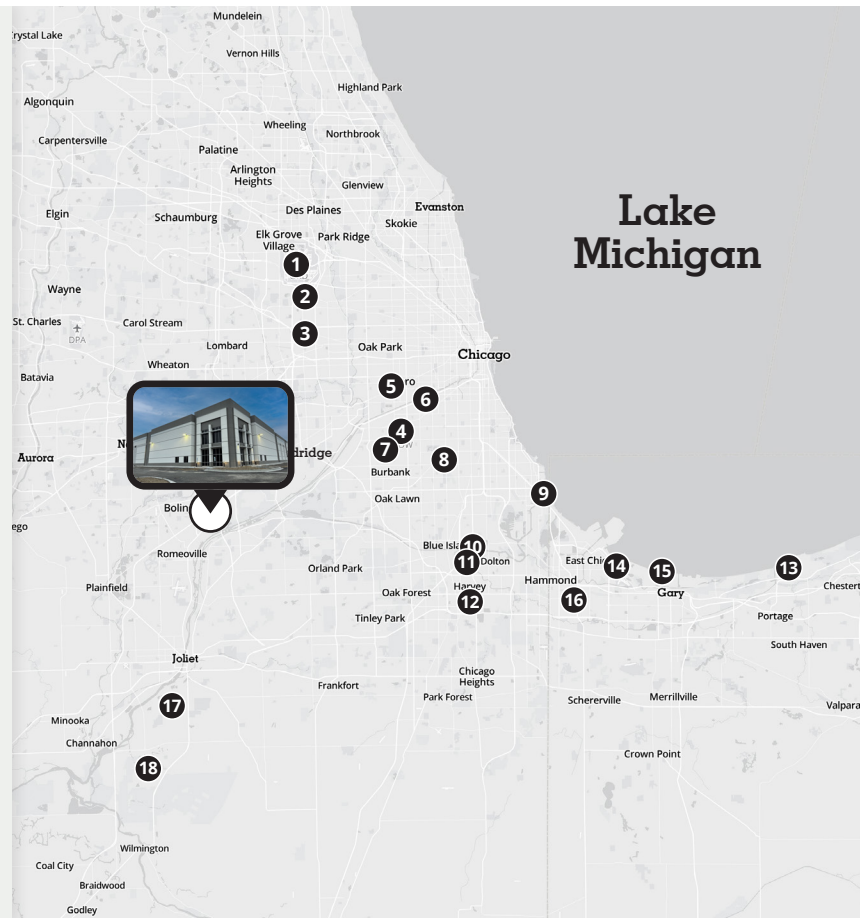 Mundelein
rystal Lake
Vernon Hills
Highland Park
Algonquin
Wheeling
Northbrook
Carpentersville
Palatine
Arlington
Heights
Glenview
Elgin
Schaumburg
Des Plaines
Evanston
Skokie
Elk Grove
Village
Park Ridge
Lake
Michigan
1
Wayne
2
St. Charles
DPA
Carol Stream
3
Lombard
Oak Park
Chicago
Wheaton
Batavia
5
ro
6
4
Aurora
N
dridge
7
8
Burbank
9
Oak Lawn
Bolin
ego
Romeoville
Blue Isla
10
11
Dolton
Orland Park
East Chi
14
15
13
Plainfield
Harvey
Hammond
Gary
Chestert
Oak Forest
12
16
Tinley Park
Portage
South Haven
Joliet
Chicago
Heights
Frankfort
Park Forest
Schererville
Merrillville
Valpara
17
Minooka
Channahon
Crown Point
18
Wilmington
Coal City
Braidwood
Godley